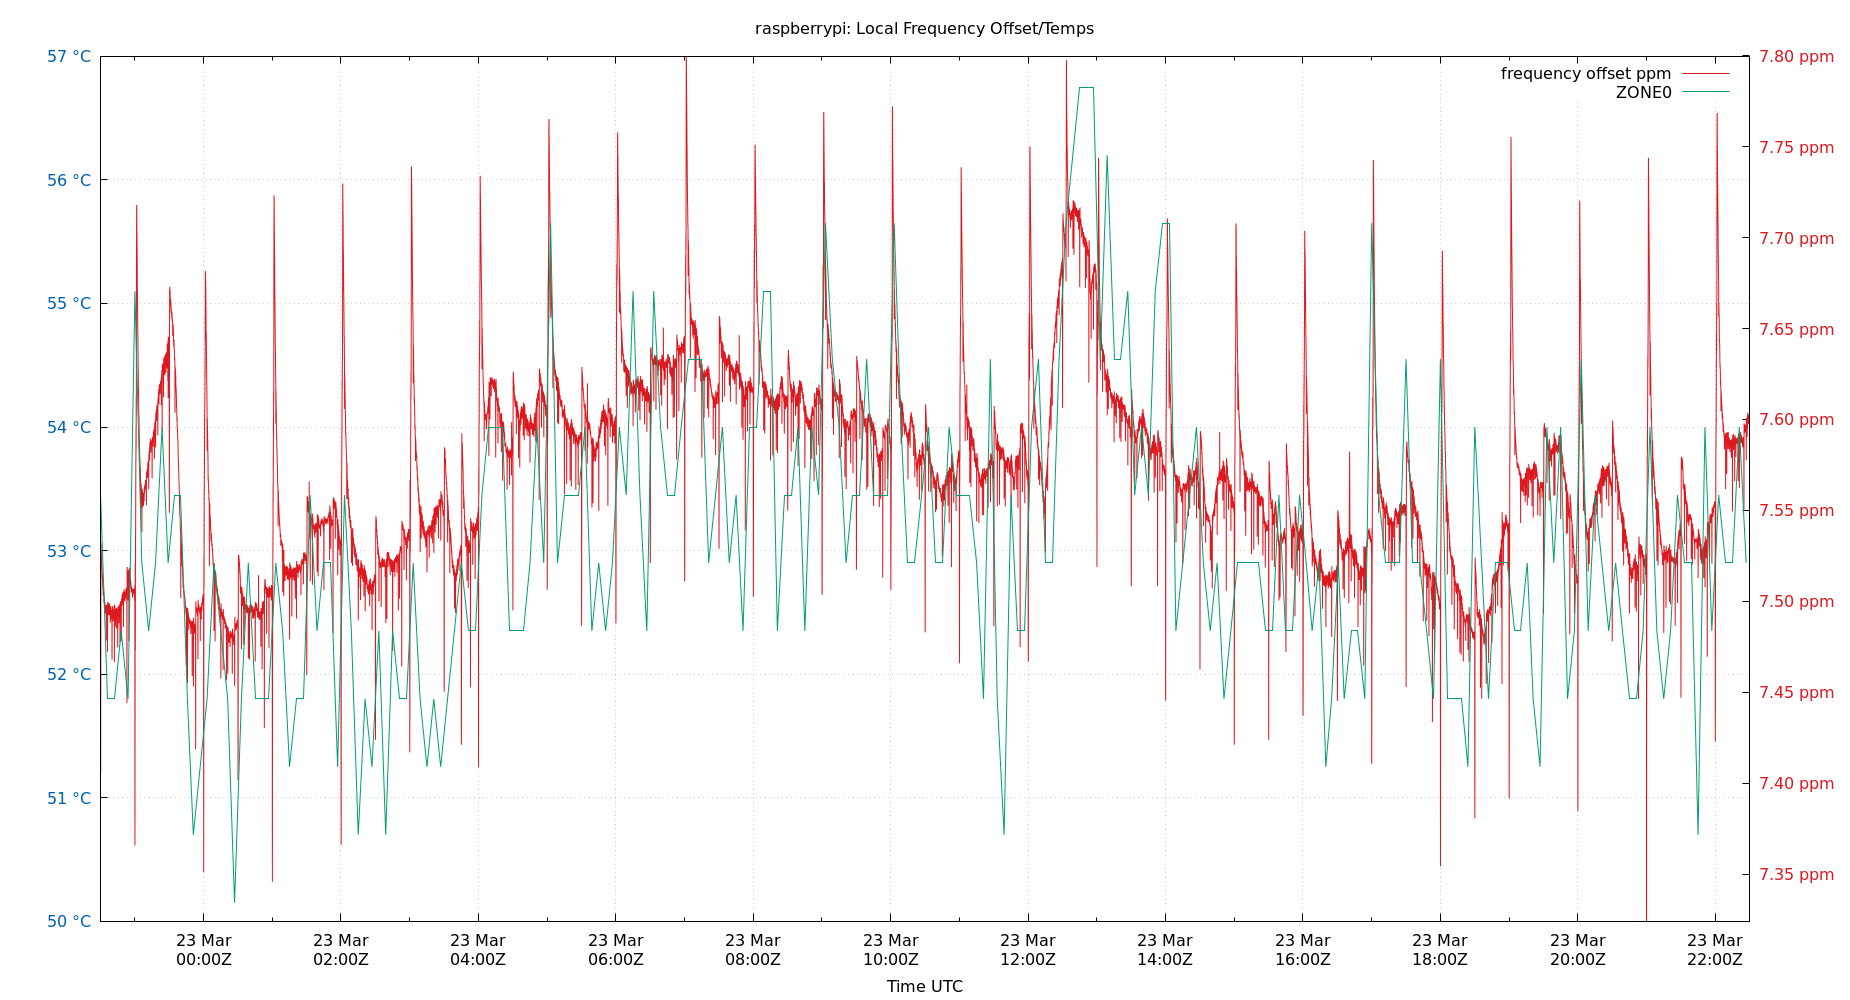 raspberrypi: Local Frequency Offset/Temps
frequency offset ppm
ZONE0
57 °C
56 °C
55 °C
54 °C
53 °C
52 °C
51 °C
50 °C
7.80 ppm
7.75 ppm
7.70 ppm
7.65 ppm
7.60 ppm
7.55 ppm
7.50 ppm
7.45 ppm
7.40 ppm
7.35 ppm
23 Mar 23 Mar 23 Mar 23 Mar 23 Mar 23 Mar 23 Mar 23 Mar 23 Mar 23 Mar 23 Mar 23 Mar
00:00Z 02:00Z 04:00Z 06:00Z 08:00Z 10:00Z 12:00Z 14:00Z 16:00Z 18:00Z 20:00Z 22:00Z
Time UTC